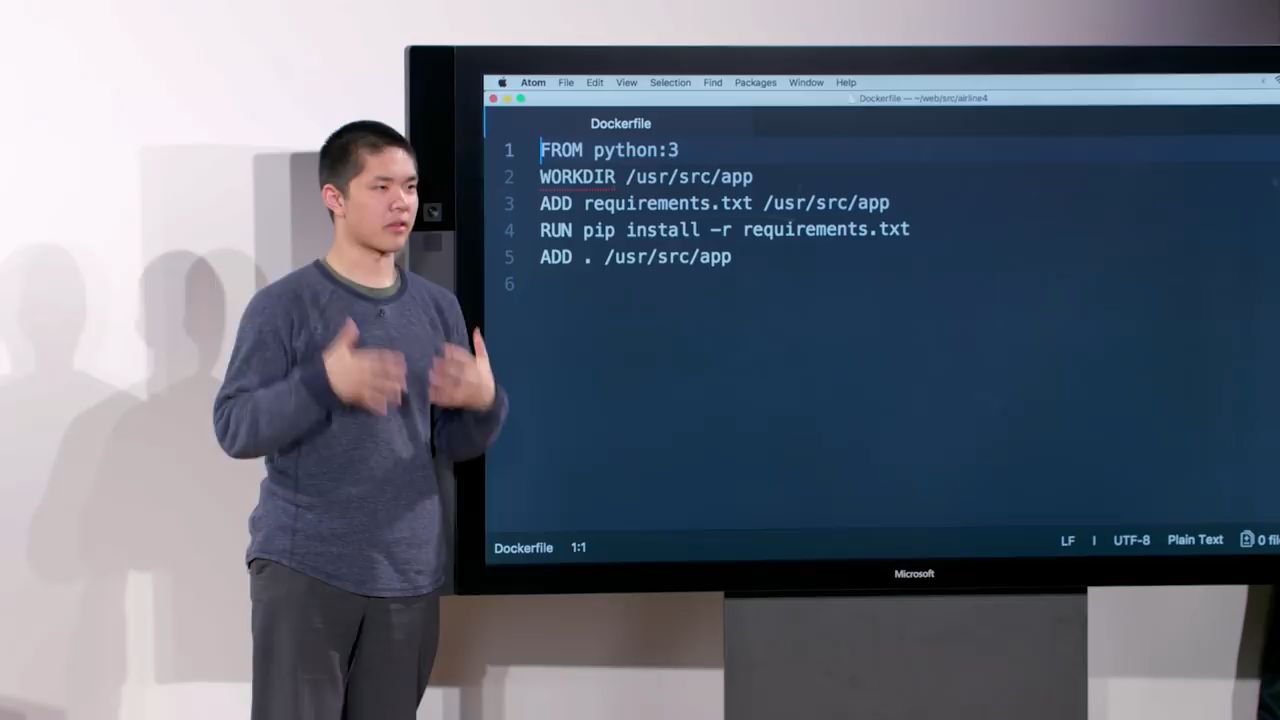 Atom File Edit View Selection Find Packages Window Help
Dockerfile — ~/web/src/airline4
Dockerfile
1 FROM python:3
2 WORKDIR /usr/src/app
3 ADD requirements.txt /usr/src/app
4 RUN pip install -r requirements.txt
5 ADD . /usr/src/app
6
Dockerfile 1:1 LF UTF-8 Plain Text 0
Microsoft